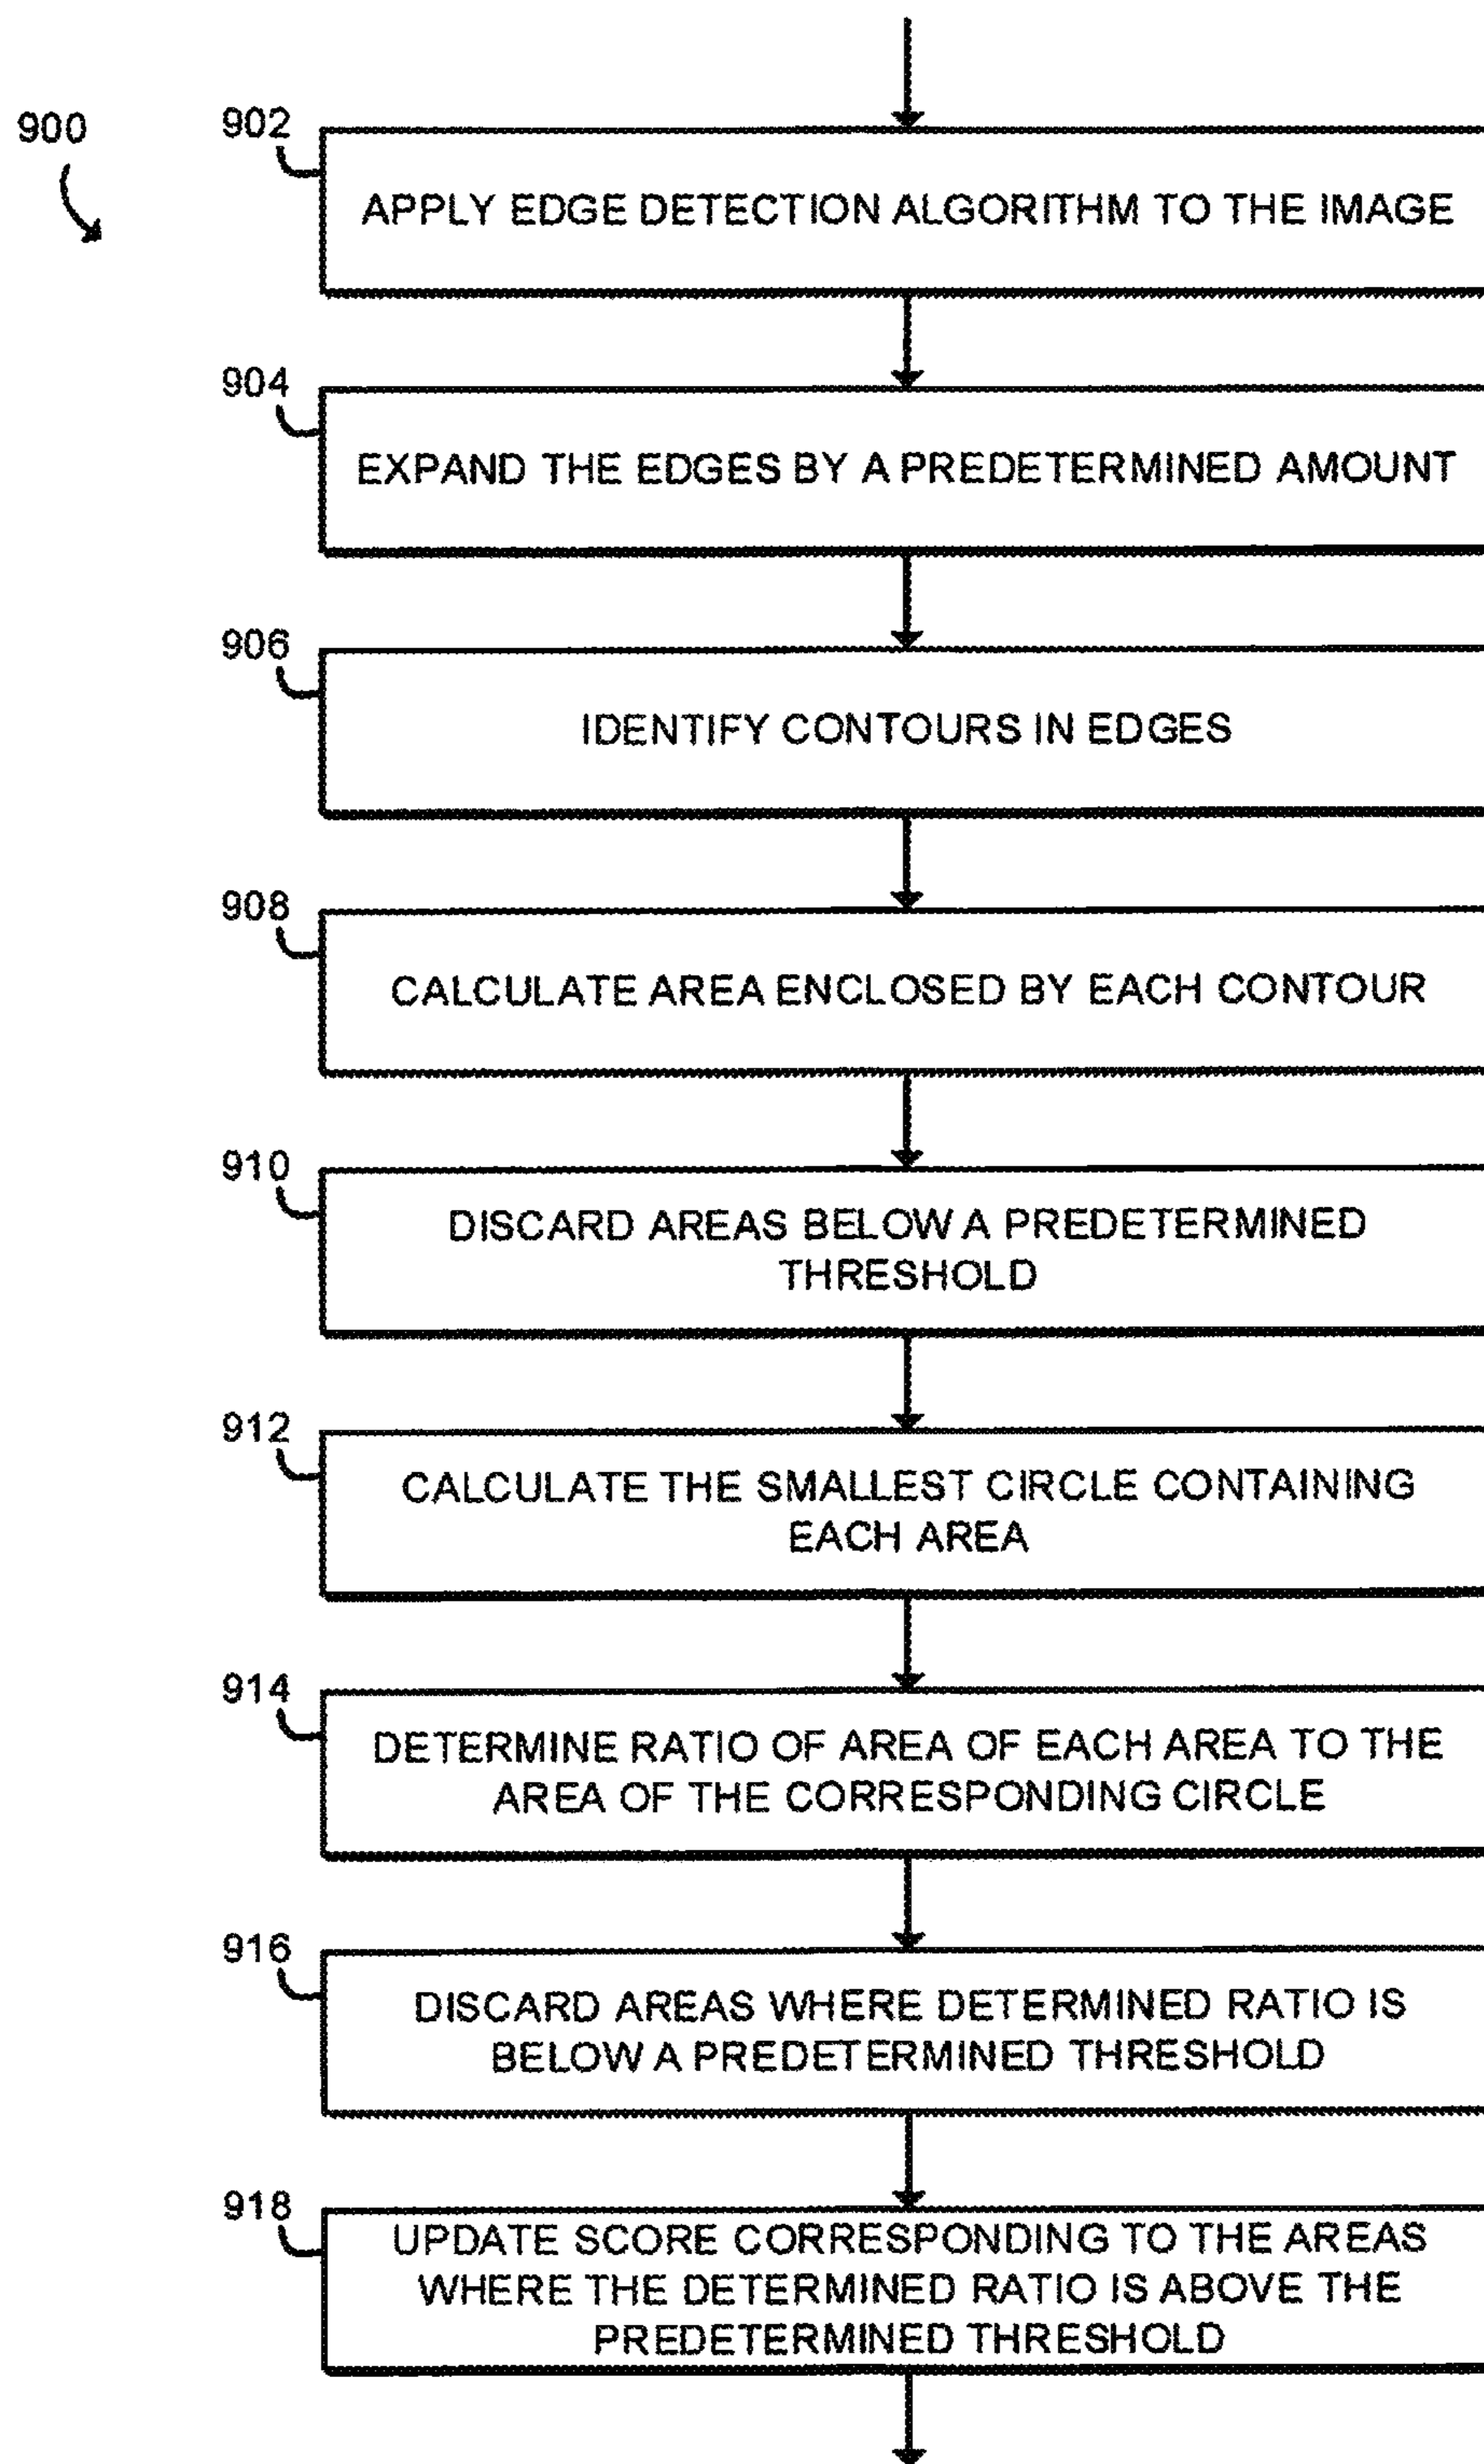 900
902
APPLY EDGE DETECTION ALGORITHM TO THE IMAGE
904
EXPAND THE EDGES BY A PREDETERMINED AMOUNT
906
IDENTIFY CONTOURS IN EDGES
908
CALCULATE AREA ENCLOSED BY EACH CONTOUR
910
DISCARD AREAS BELOW A PREDETERMINED
THRESHOLD
912
CALCULATE THE SMALLEST CIRCLE CONTAINING
EACH AREA
914
DETERMINE RATIO OF AREA OF EACH AREA TO THE
AREA OF THE CORRESPONDING CIRCLE
916
DISCARD AREAS WHERE DETERMINED RATIO IS
BELOW A PREDETERMINED THRESHOLD
918
UPDATE SCORE CORRESPONDING TO THE AREAS
WHERE THE DETERMINED RATIO IS ABOVE THE
PREDETERMINED THRESHOLD